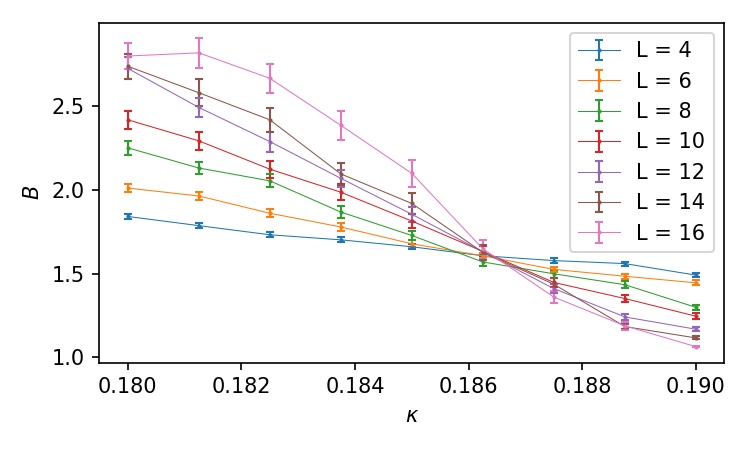 B
2.5
2.0
1.5
1.0
0.180
0.182
0.184
0.186
0.188
0.190
κ
L = 4
L = 6
L = 8
L = 10
L = 12
L = 14
L = 16